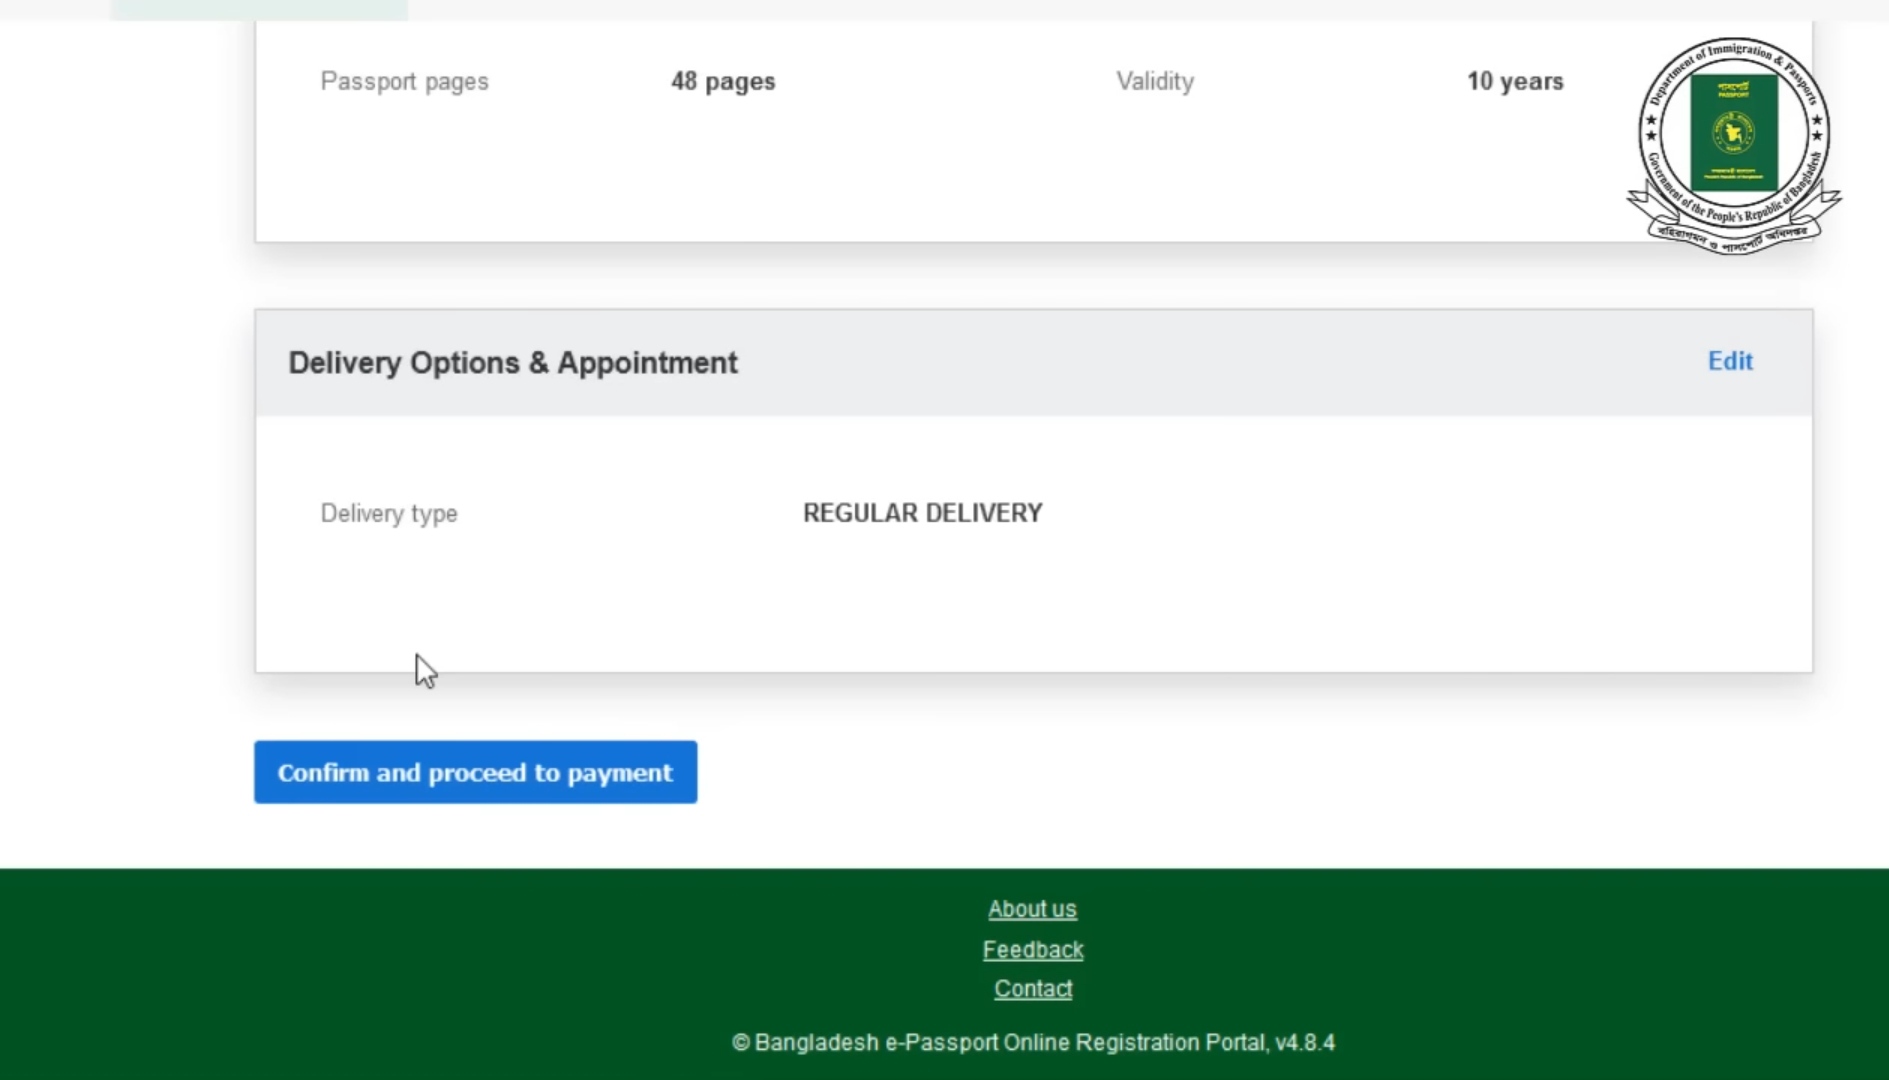 Passport pages 48 pages Validity 10 years
Department of Immigration & Passports
পাসপোর্ট
PASSPORT
Government of the People's Republic of Bangladesh
বহিরাগমন ও পাসপোর্ট অধিদপ্তর
Delivery Options & Appointment Edit
Delivery type REGULAR DELIVERY
Confirm and proceed to payment
About us
Feedback
Contact
© Bangladesh e-Passport Online Registration Portal, v4.8.4